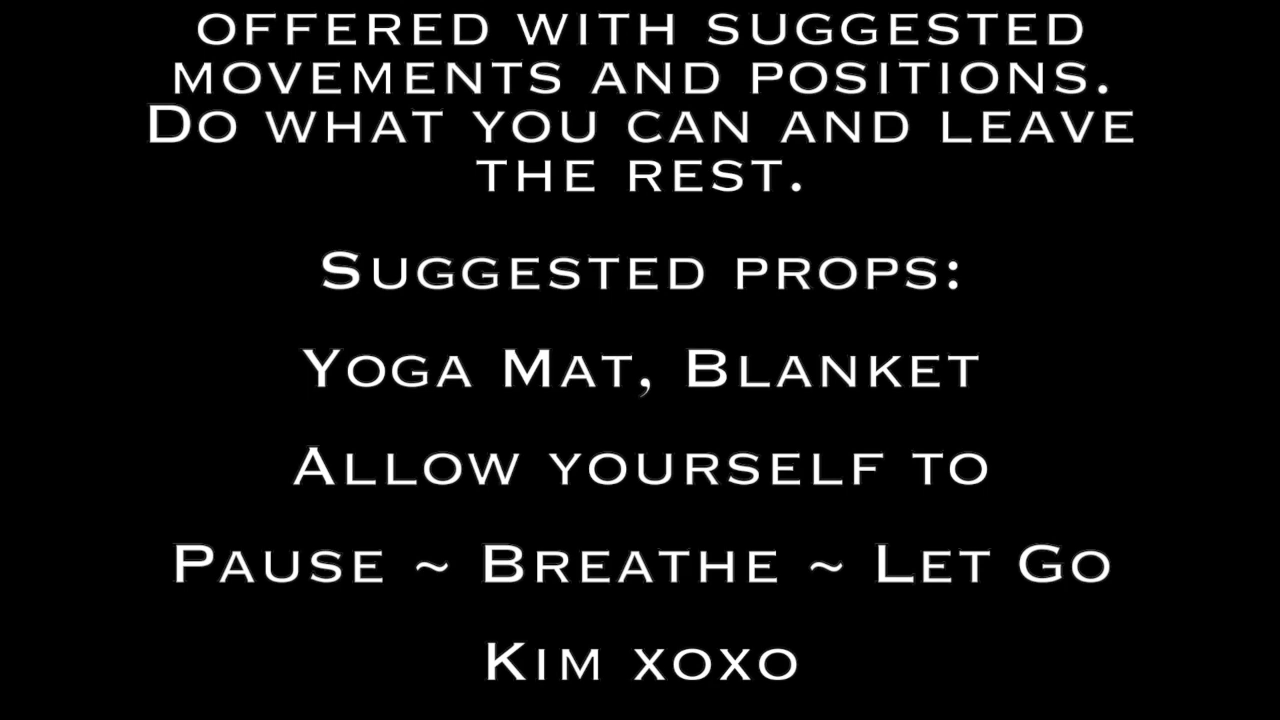 offered with suggested
movements and positions.
Do what you can and leave
the rest.
Suggested props:
Yoga Mat, Blanket
Allow yourself to
Pause ~ Breathe ~ Let Go
Kim xoxo